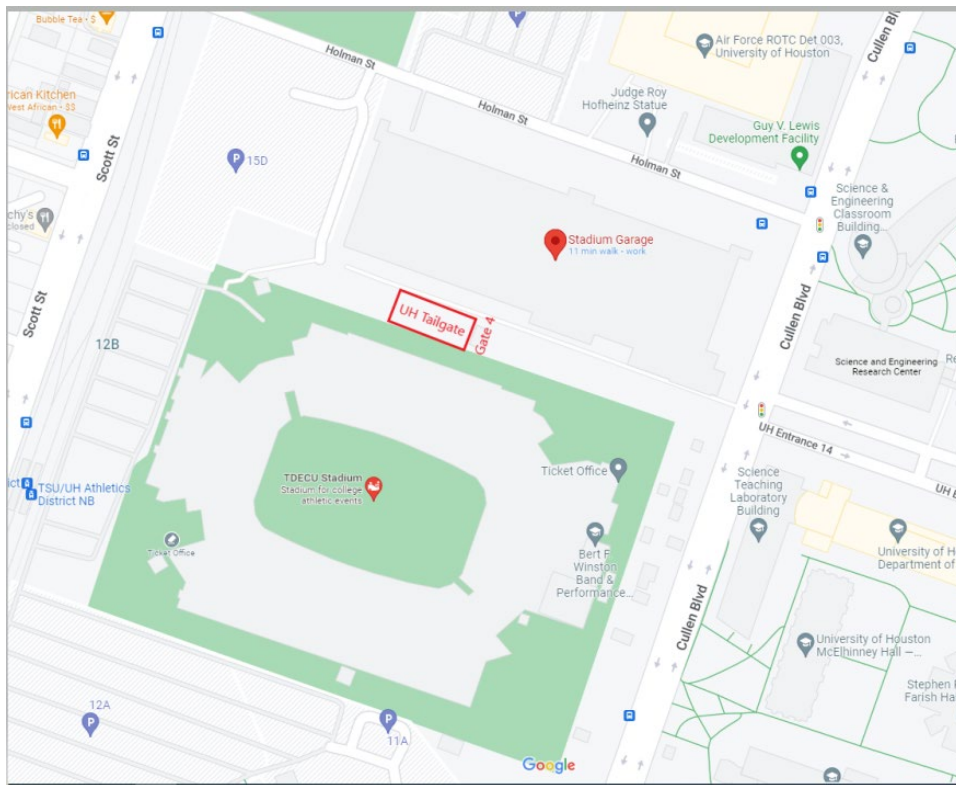 Bubble Tea - $
P
Holman St
Air Force ROTC Det 003,
University of Houston
Cullen Blvd
rican Kitchen
West African - $$
Judge Roy
Hofheinz Statue
Holman St
Guy V. Lewis
Development Facility
Scott St
P 15D
Holman St
Science &
Engineering
Classroom
Building...
chy's
closed
Stadium Garage
11 min walk - work
Scott St
UH Tailgate
Gate 4
Cullen Blvd
12B
Science and Engineering
Research Center
Re
UH Entrance 14
TDECU Stadium
Stadium for college
athletic events
Ticket Office
Science
Teaching
Laboratory
Building
UH E
rict
TSU/UH Athletics
District NB
Ticket Office
Bert F.
Winston
Band &
Performance...
University of Ho
Department of
Cullen Blvd
University of Houston
McElhinney Hall –...
Stephen P
Farish Ha
12A
P
P
11A
Google